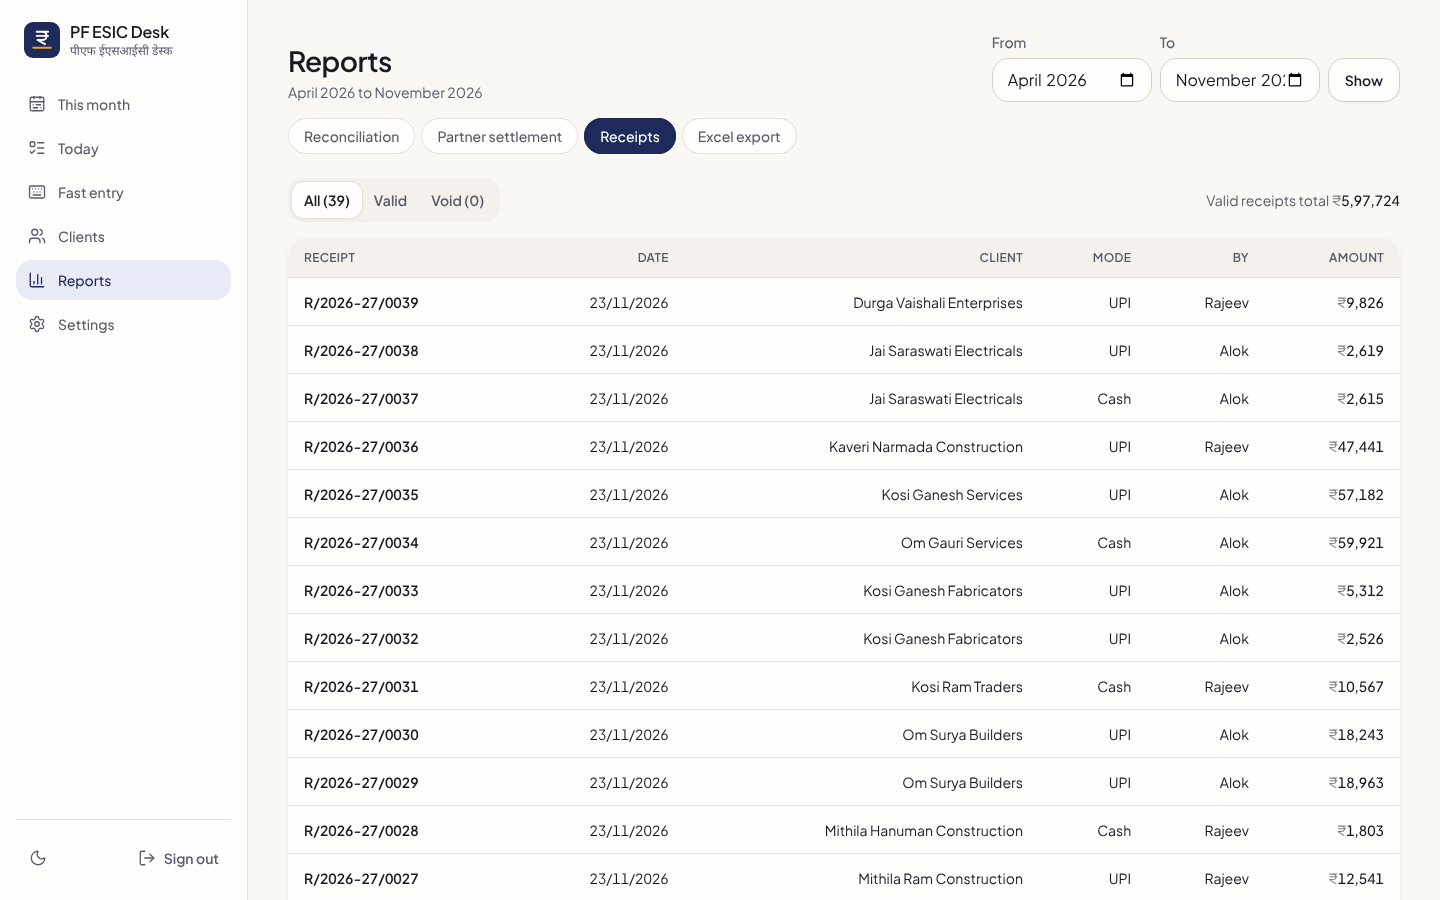 PF ESIC Desk
पीएफ ईएसआईसी डेस्क
This month
Today
Fast entry
Clients
Reports
Settings
Sign out
Reports
April 2026 to November 2026
From
To
April 2026
November 202
Show
Reconciliation
Partner settlement
Receipts
Excel export
All (39)
Valid
Void (0)
Valid receipts total ₹5,97,724
RECEIPT DATE CLIENT MODE BY AMOUNT
R/2026-27/0039 23/11/2026 Durga Vaishali Enterprises UPI Rajeev ₹9,826
R/2026-27/0038 23/11/2026 Jai Saraswati Electricals UPI Alok ₹2,619
R/2026-27/0037 23/11/2026 Jai Saraswati Electricals Cash Alok ₹2,615
R/2026-27/0036 23/11/2026 Kaveri Narmada Construction UPI Rajeev ₹47,441
R/2026-27/0035 23/11/2026 Kosi Ganesh Services UPI Alok ₹57,182
R/2026-27/0034 23/11/2026 Om Gauri Services Cash Alok ₹59,921
R/2026-27/0033 23/11/2026 Kosi Ganesh Fabricators UPI Alok ₹5,312
R/2026-27/0032 23/11/2026 Kosi Ganesh Fabricators UPI Alok ₹2,526
R/2026-27/0031 23/11/2026 Kosi Ram Traders Cash Rajeev ₹10,567
R/2026-27/0030 23/11/2026 Om Surya Builders UPI Alok ₹18,243
R/2026-27/0029 23/11/2026 Om Surya Builders UPI Alok ₹18,963
R/2026-27/0028 23/11/2026 Mithila Hanuman Construction Cash Rajeev ₹1,803
R/2026-27/0027 23/11/2026 Mithila Ram Construction UPI Rajeev ₹12,541